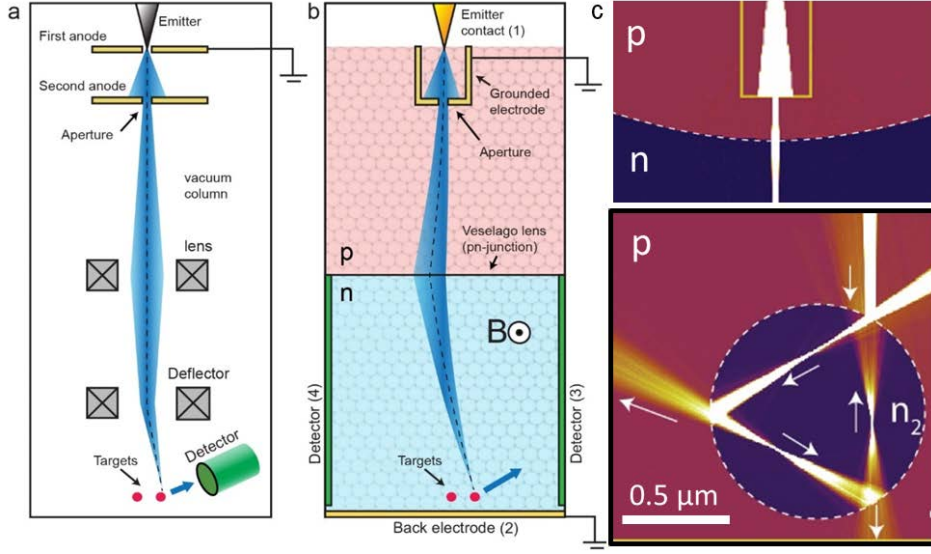 a
Emitter
First anode
Second anode
Aperture
vacuum
column
lens
Deflector
Detector
Targets
b
Emitter
contact (1)
Grounded
electrode
Aperture
Veselago lens
(pn-junction)
p
n
B
Detector (4)
Detector (3)
Targets
Back electrode (2)
c
p
n
p
n2
0.5 µm